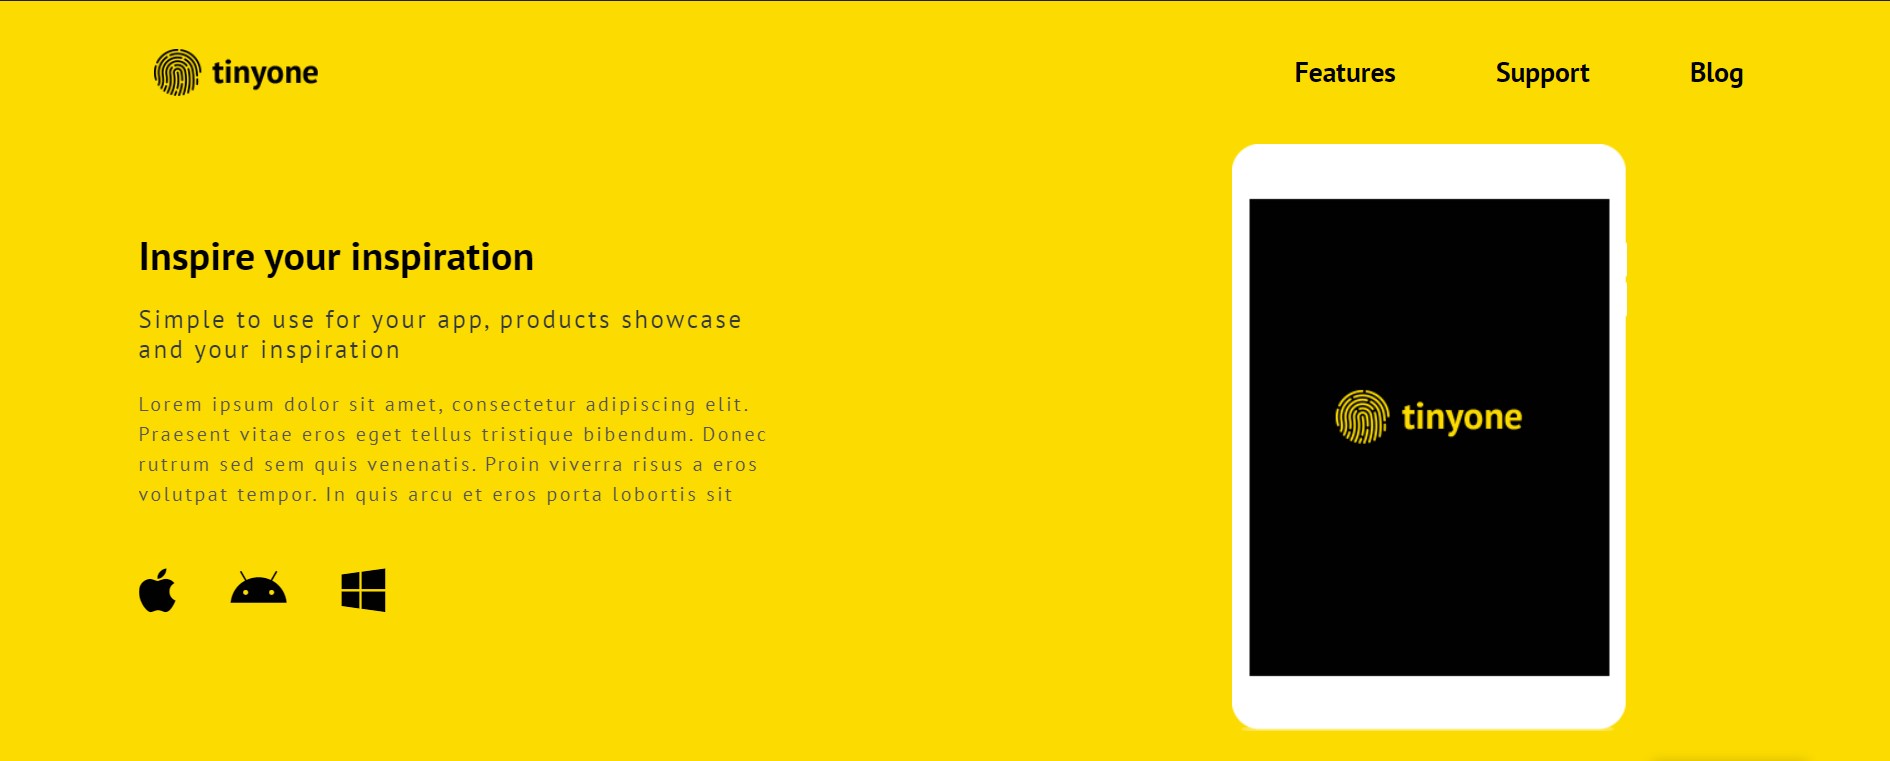 tinyone
Features
Support
Blog
Inspire your inspiration
Simple to use for your app, products showcase
and your inspiration
Lorem ipsum dolor sit amet, consectetur adipiscing elit.
Praesent vitae eros eget tellus tristique bibendum. Donec
rutrum sed sem quis venenatis. Proin viverra risus a eros
volutpat tempor. In quis arcu et eros porta lobortis sit
tinyone